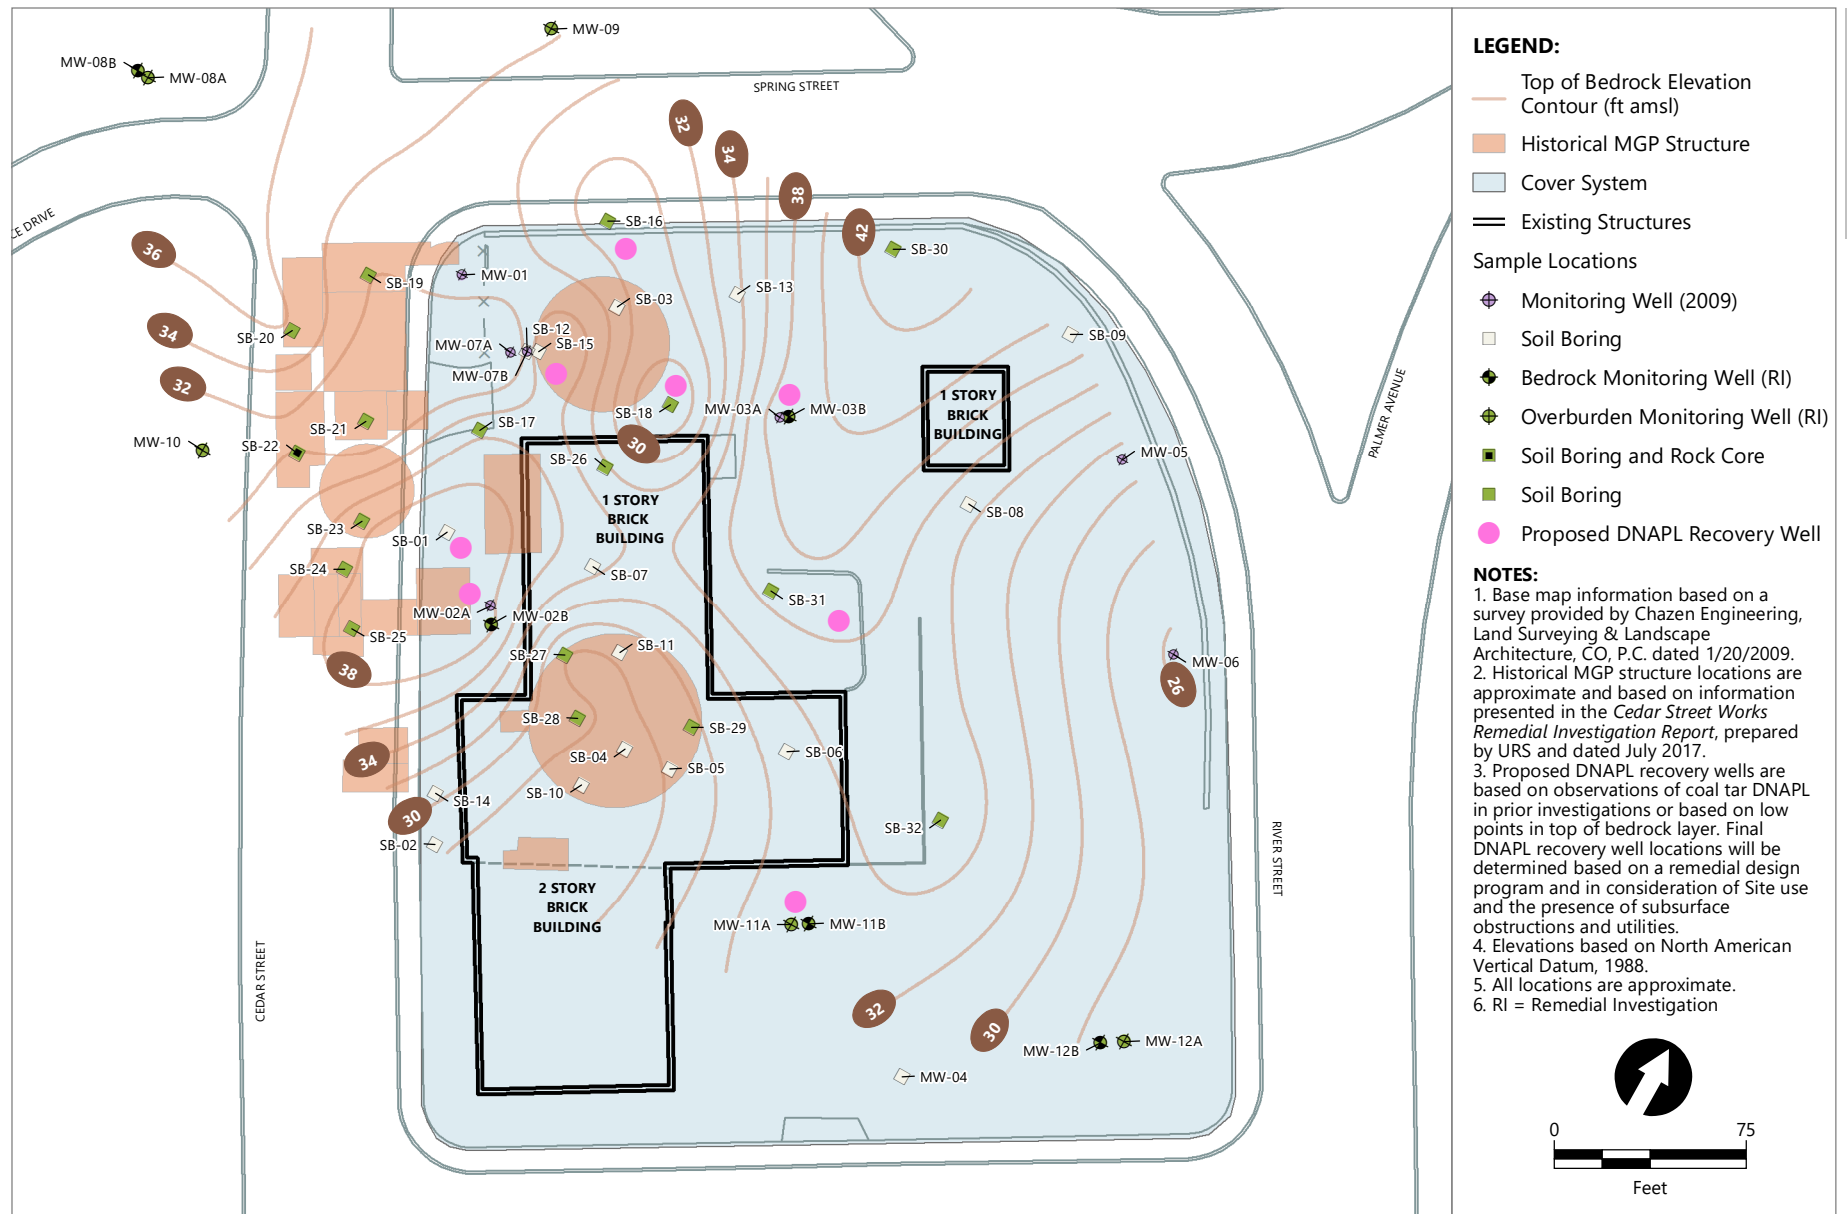 MW-09
MW-08B
MW-08A
SPRING STREET
32
34
38
42
CE DRIVE
36
SB-16
SB-30
MW-01
SB-19
SB-13
SB-03
34
SB-20
SB-12
SB-15
MW-07A
MW-07B
SB-09
32
SB-18
MW-03A
MW-03B
1 STORY
BRICK
BUILDING
PALMER AVENUE
SB-21
SB-17
MW-10
SB-22
30
SB-26
MW-05
1 STORY
BRICK
BUILDING
SB-08
SB-23
SB-01
SB-24
SB-07
SB-31
MW-02A
MW-02B
SB-25
SB-27
SB-11
MW-06
38
26
SB-28
SB-29
34
SB-04
SB-06
SB-05
SB-10
SB-14
30
SB-32
SB-02
RIVER STREET
2 STORY
BRICK
BUILDING
MW-11A
MW-11B
CEDAR STREET
32
30
MW-12B
MW-12A
MW-04
LEGEND:
Top of Bedrock Elevation
Contour (ft amsl)
Historical MGP Structure
Cover System
Existing Structures
Sample Locations
Monitoring Well (2009)
Soil Boring
Bedrock Monitoring Well (RI)
Overburden Monitoring Well (RI)
Soil Boring and Rock Core
Soil Boring
Proposed DNAPL Recovery Well
NOTES:
1. Base map information based on a
survey provided by Chazen Engineering,
Land Surveying & Landscape
Architecture, CO, P.C. dated 1/20/2009.
2. Historical MGP structure locations are
approximate and based on information
presented in the Cedar Street Works
Remedial Investigation Report, prepared
by URS and dated July 2017.
3. Proposed DNAPL recovery wells are
based on observations of coal tar DNAPL
in prior investigations or based on low
points in top of bedrock layer. Final
DNAPL recovery well locations will be
determined based on a remedial design
program and in consideration of Site use
and the presence of subsurface
obstructions and utilities.
4. Elevations based on North American
Vertical Datum, 1988.
5. All locations are approximate.
6. RI = Remedial Investigation
0 75
Feet